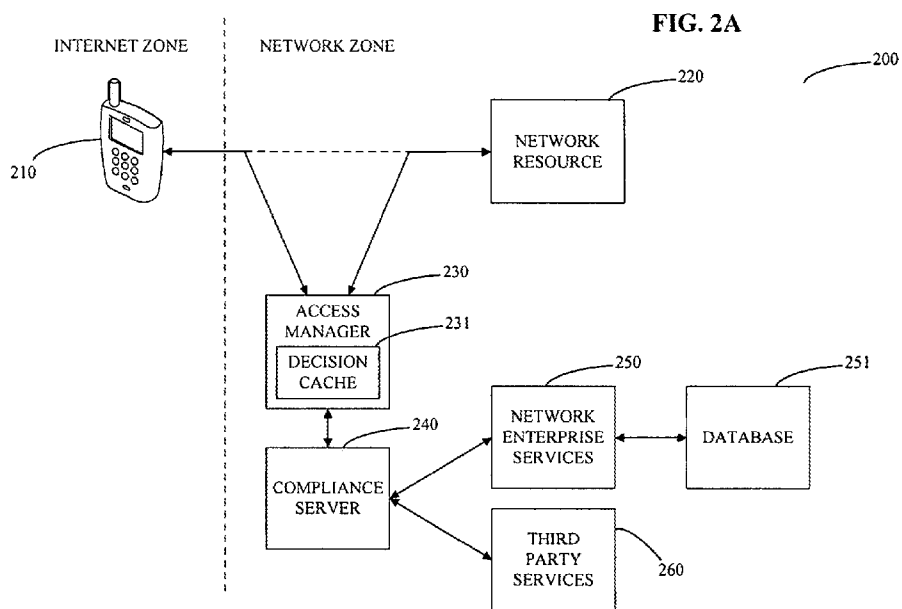 FIG. 2A
INTERNET ZONE
NETWORK ZONE
200
220
NETWORK
RESOURCE
210
230
ACCESS
MANAGER
231
DECISION
CACHE
240
COMPLIANCE
SERVER
250
NETWORK
ENTERPRISE
SERVICES
251
DATABASE
THIRD
PARTY
SERVICES
260